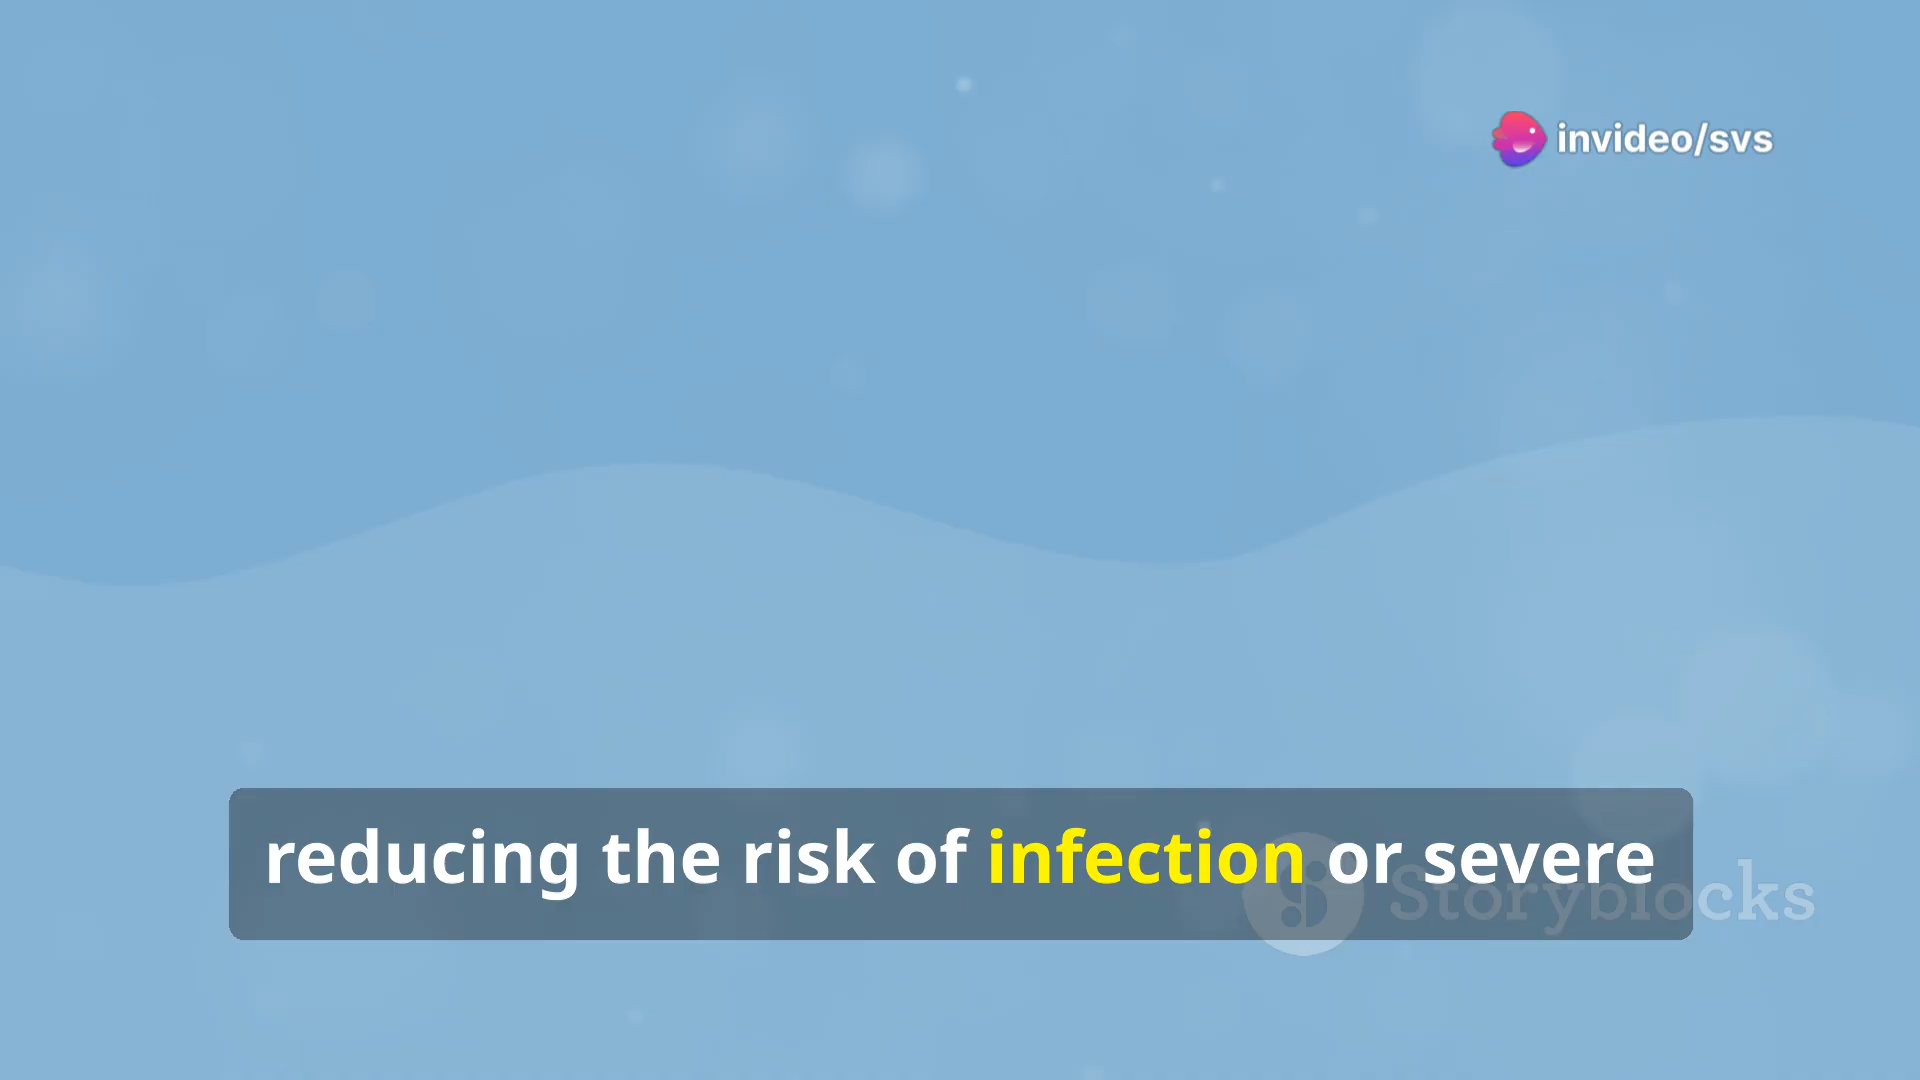 invideo/svs
reducing the risk of infection or severe
Storyblocks